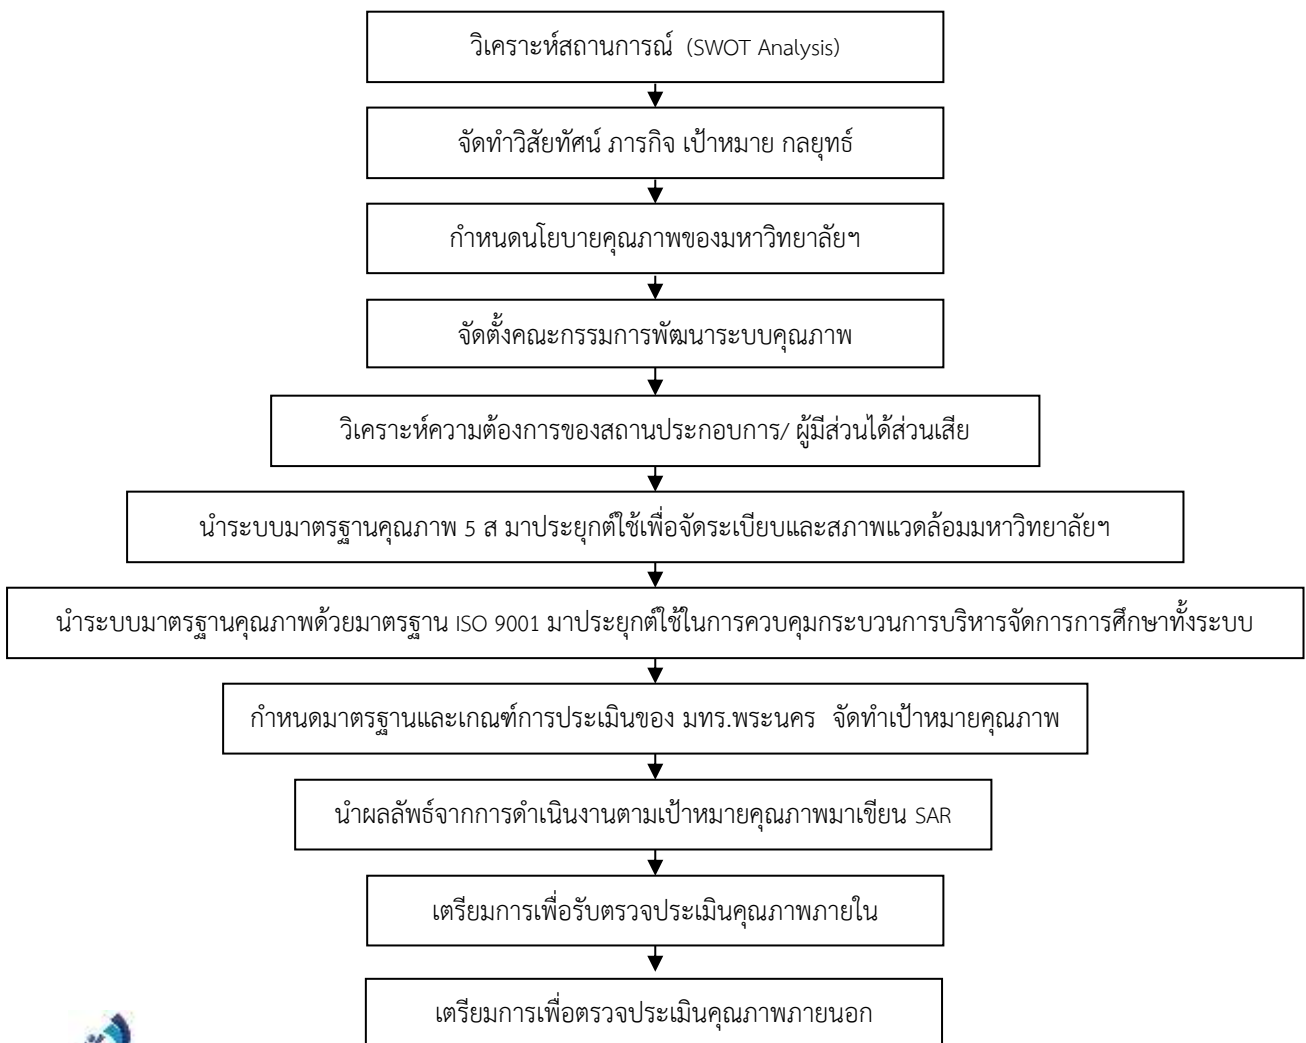 วิเคราะห์สถานการณ์ (SWOT Analysis)
จัดทำวิสัยทัศน์ ภารกิจ เป้าหมาย กลยุทธ์
กำหนดนโยบายคุณภาพของมหาวิทยาลัยฯ
จัดตั้งคณะกรรมการพัฒนาระบบคุณภาพ
วิเคราะห์ความต้องการของสถานประกอบการ/ ผู้มีส่วนได้ส่วนเสีย
นำระบบมาตรฐานคุณภาพ 5 ส มาประยุกต์ใช้เพื่อจัดระเบียบและสภาพแวดล้อมมหาวิทยาลัยฯ
นำระบบมาตรฐานคุณภาพด้วยมาตรฐาน ISO 9001 มาประยุกต์ใช้ในการควบคุมกระบวนการบริหารจัดการการศึกษาทั้งระบบ
กำหนดมาตรฐานและเกณฑ์การประเมินของ มทร.พระนคร จัดทำเป้าหมายคุณภาพ
นำผลลัพธ์จากการดำเนินงานตามเป้าหมายคุณภาพมาเขียน SAR
เตรียมการเพื่อรับตรวจประเมินคุณภาพภายใน
เตรียมการเพื่อตรวจประเมินคุณภาพภายนอก